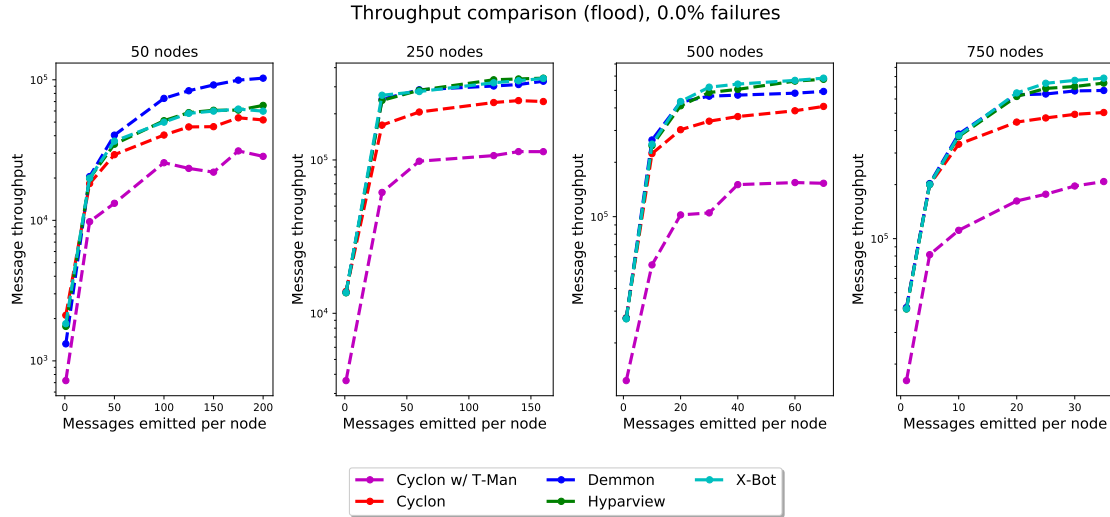 Throughput comparison (flood), 0.0% failures
50 nodes
Message throughput
10^5
10^4
10^3
0 50 100 150 200
Messages emitted per node
250 nodes
Message throughput
10^5
10^4
0 50 100 150
Messages emitted per node
500 nodes
Message throughput
10^5
0 20 40 60
Messages emitted per node
750 nodes
Message throughput
10^5
0 10 20 30
Messages emitted per node
Cyclon w/ T-Man Demmon X-Bot
Cyclon Hyparview